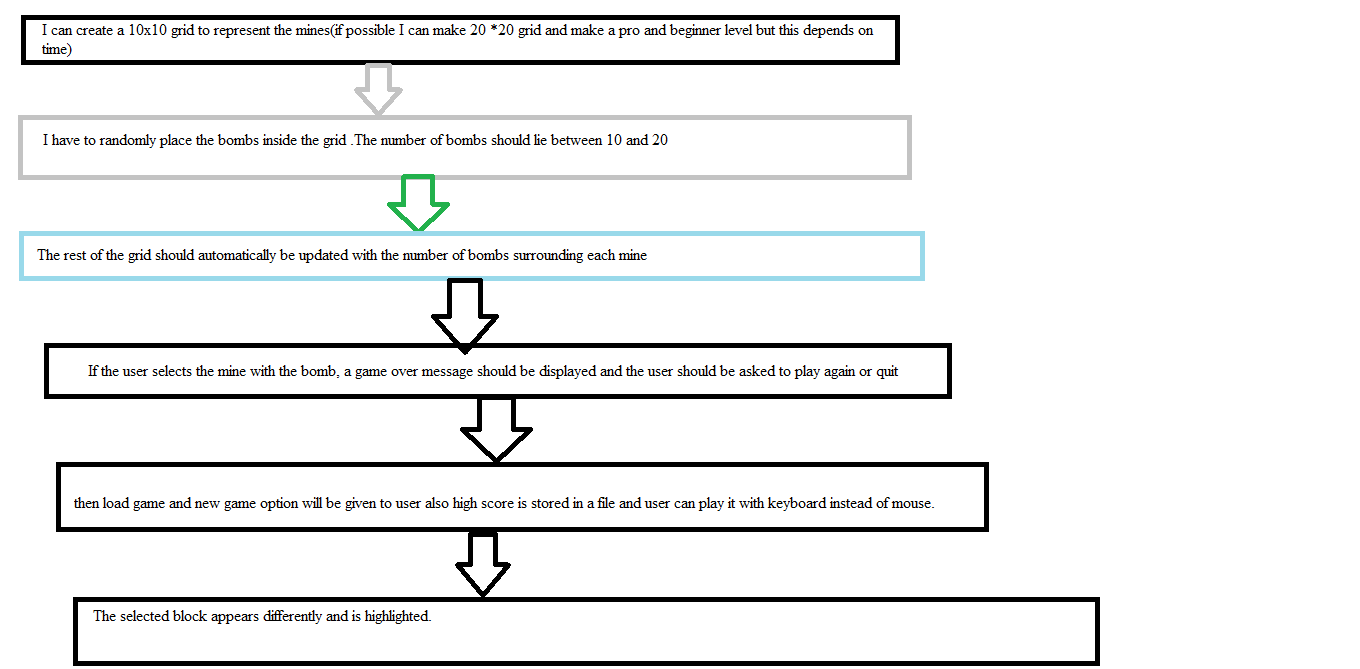 I can create a 10x10 grid to represent the mines(if possible I can make 20 *20 grid and make a pro and beginner level but this depends on
time)
I have to randomly place the bombs inside the grid .The number of bombs should lie between 10 and 20
The rest of the grid should automatically be updated with the number of bombs surrounding each mine
If the user selects the mine with the bomb, a game over message should be displayed and the user should be asked to play again or quit
then load game and new game option will be given to user also high score is stored in a file and user can play it with keyboard instead of mouse.
The selected block appears differently and is highlighted.